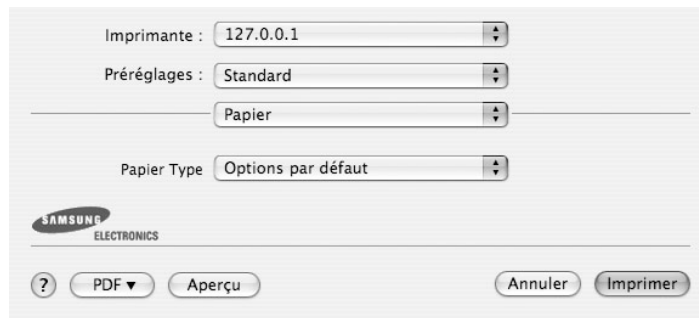 Imprimante : 127.0.0.1
Préréglages : Standard
Papier
Papier Type Options par défaut
SAMSUNG
ELECTRONICS
? PDF▼ Aperçu Annuler Imprimer